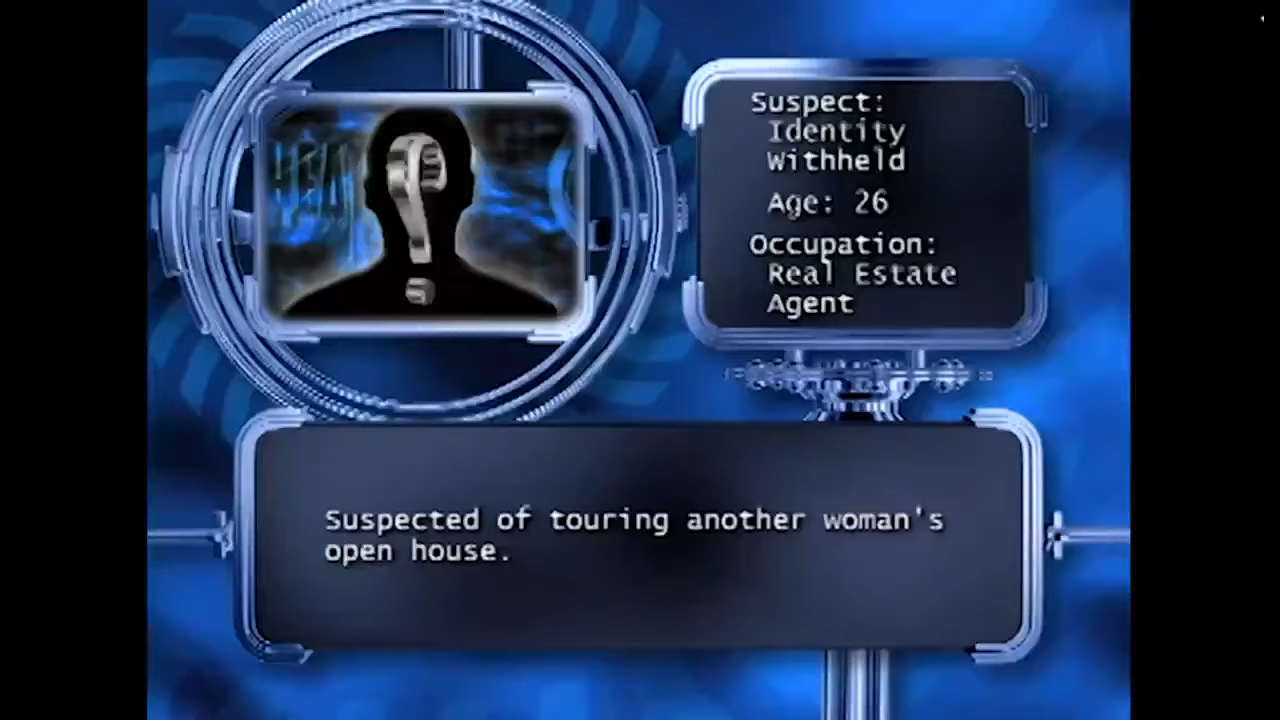 Suspect:
Identity
Withheld
Age: 26
Occupation:
Real Estate
Agent
Suspected of touring another woman's
open house.